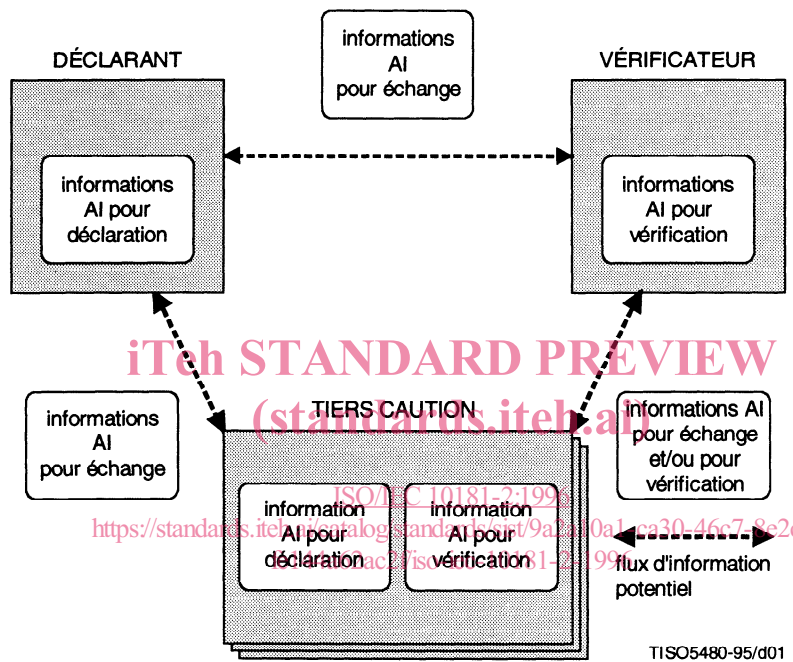 informations
AI
pour échange
DÉCLARANT
VÉRIFICATEUR
informations
AI pour
déclaration
informations
AI pour
vérification
iTeh STANDARD PREVIEW
(standards.iteh.ai)
informations
AI
pour échange
TIERS CAUTION
informations AI
pour échange
et/ou pour
vérification
ISO/IEC 10181-2:1996
information
AI pour
déclaration
information
AI pour
vérification
flux d'information
potentiel
TISO5480-95/d01